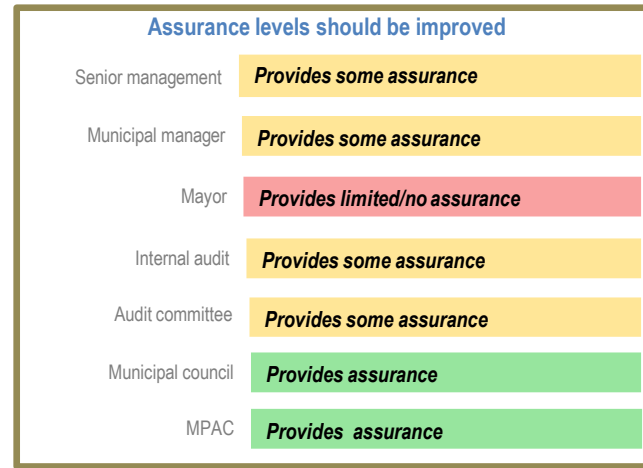 Assurance levels should be improved
Senior management Provides some assurance
Municipal manager Provides some assurance
Mayor Provides limited/no assurance
Internal audit Provides some assurance
Audit committee Provides some assurance
Municipal council Provides assurance
MPAC Provides assurance